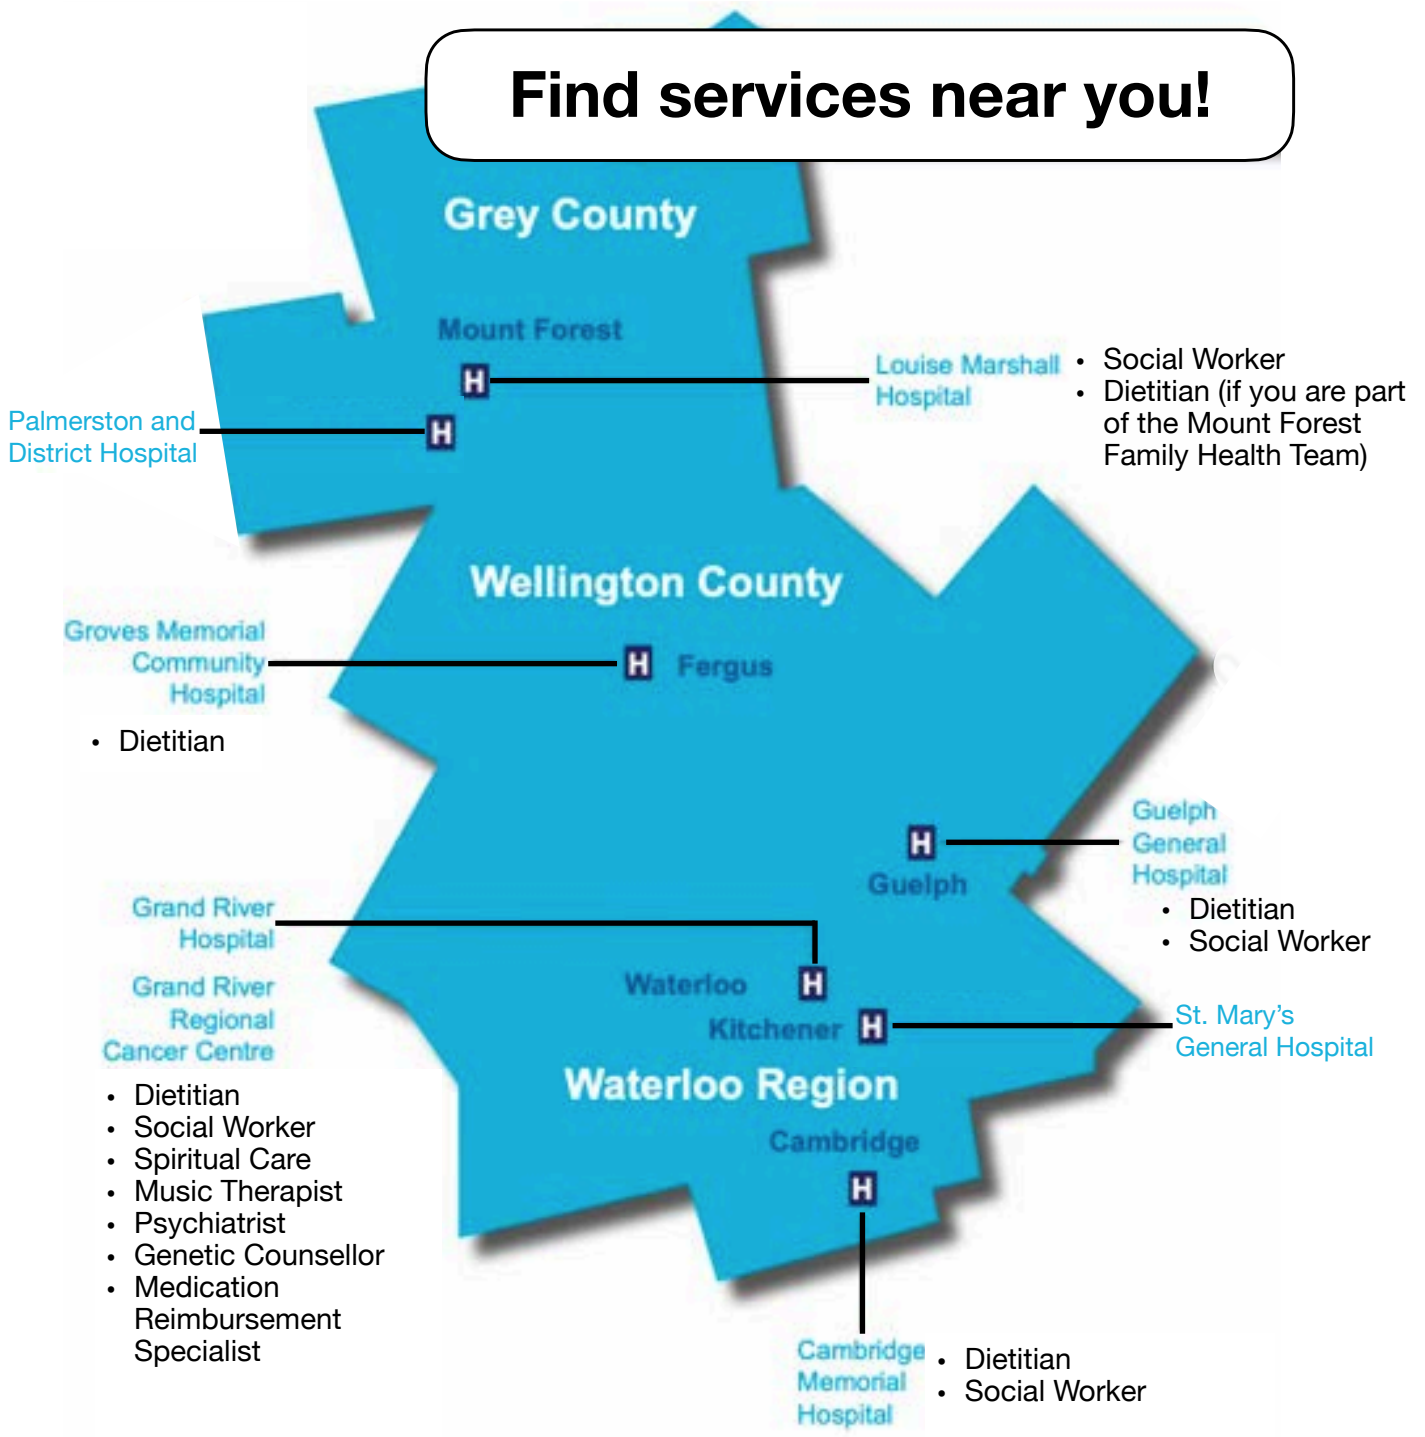 Find services near you!
Grey County
Mount Forest
H
Louise Marshall
Hospital
• Social Worker
• Dietitian (if you are part
of the Mount Forest
Family Health Team)
Palmerston and
District Hospital
H
Wellington County
Groves Memorial
Community
Hospital
H Fergus
• Dietitian
Guelph
General
Hospital
H
Guelph
• Dietitian
• Social Worker
Grand River
Hospital
Grand River
Regional
Cancer Centre
Waterloo H
Kitchener H
St. Mary's
General Hospital
Waterloo Region
• Dietitian
• Social Worker
• Spiritual Care
• Music Therapist
• Psychiatrist
• Genetic Counsellor
• Medication
Reimbursement
Specialist
Cambridge
H
Cambridge
Memorial
Hospital
• Dietitian
• Social Worker